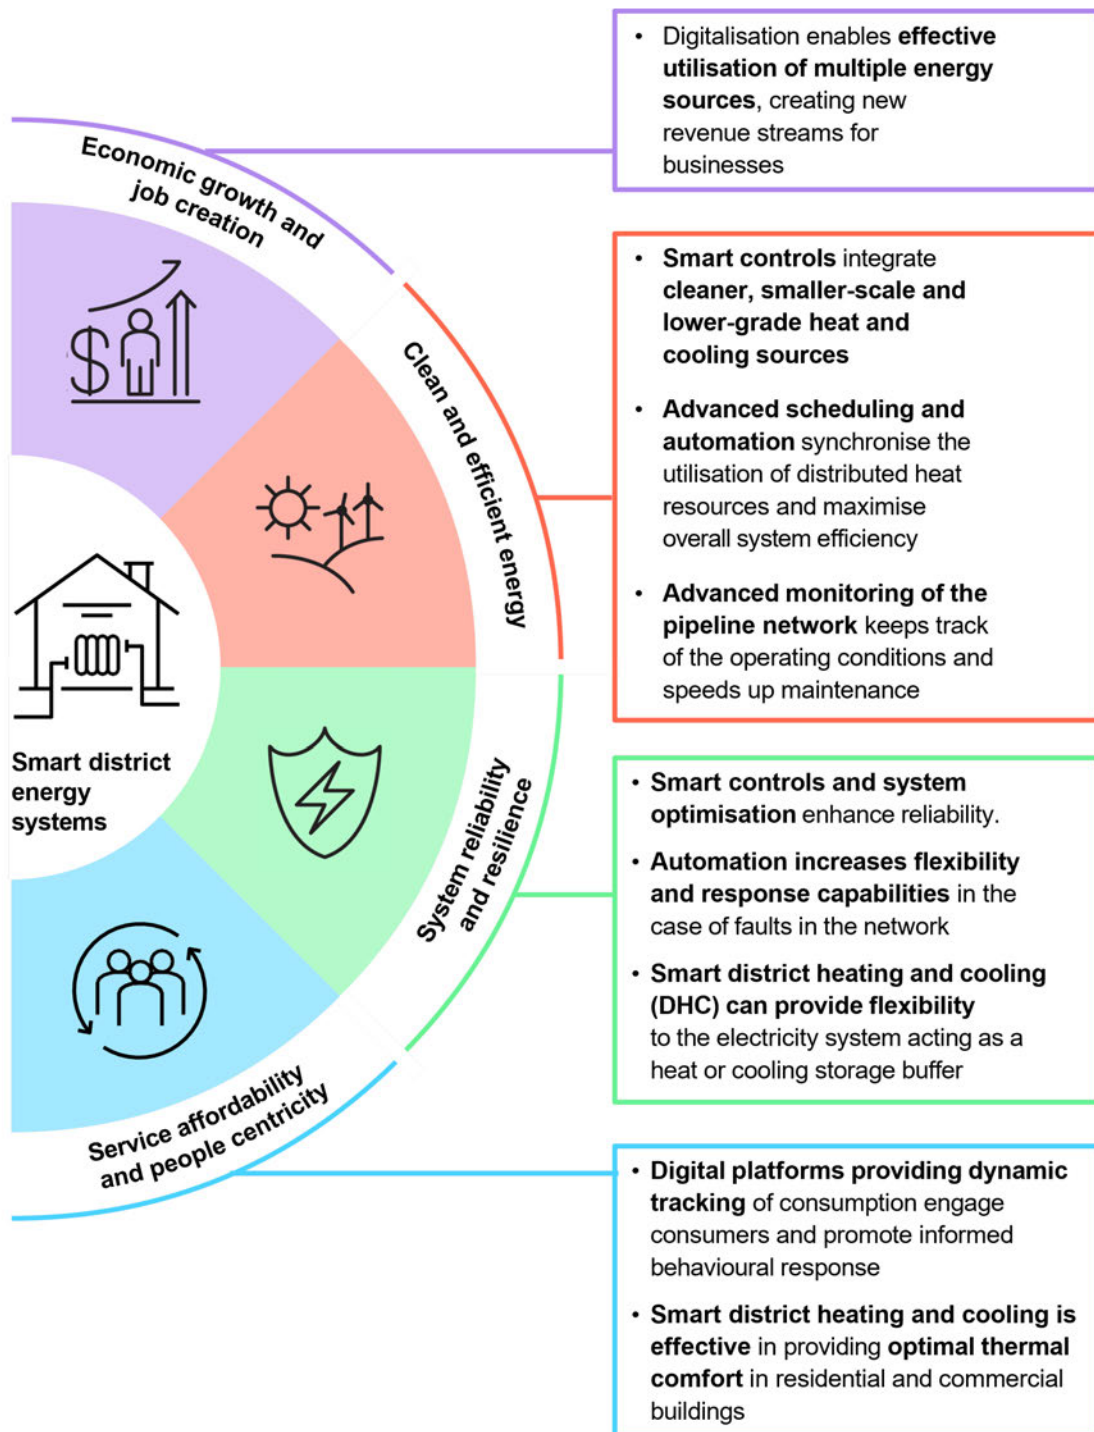 Economic growth and
job creation
• Digitalisation enables effective
utilisation of multiple energy
sources, creating new
revenue streams for
businesses
Clean and efficient energy
• Smart controls integrate
cleaner, smaller-scale and
lower-grade heat and
cooling sources
• Advanced scheduling and
automation synchronise the
utilisation of distributed heat
resources and maximise
overall system efficiency
• Advanced monitoring of the
pipeline network keeps track
of the operating conditions and
speeds up maintenance
Smart district
energy
systems
System reliability
and resilience
• Smart controls and system
optimisation enhance reliability.
• Automation increases flexibility
and response capabilities in the
case of faults in the network
• Smart district heating and cooling
(DHC) can provide flexibility
to the electricity system acting as a
heat or cooling storage buffer
Service affordability
and people centricity
• Digital platforms providing dynamic
tracking of consumption engage
consumers and promote informed
behavioural response
• Smart district heating and cooling is
effective in providing optimal thermal
comfort in residential and commercial
buildings